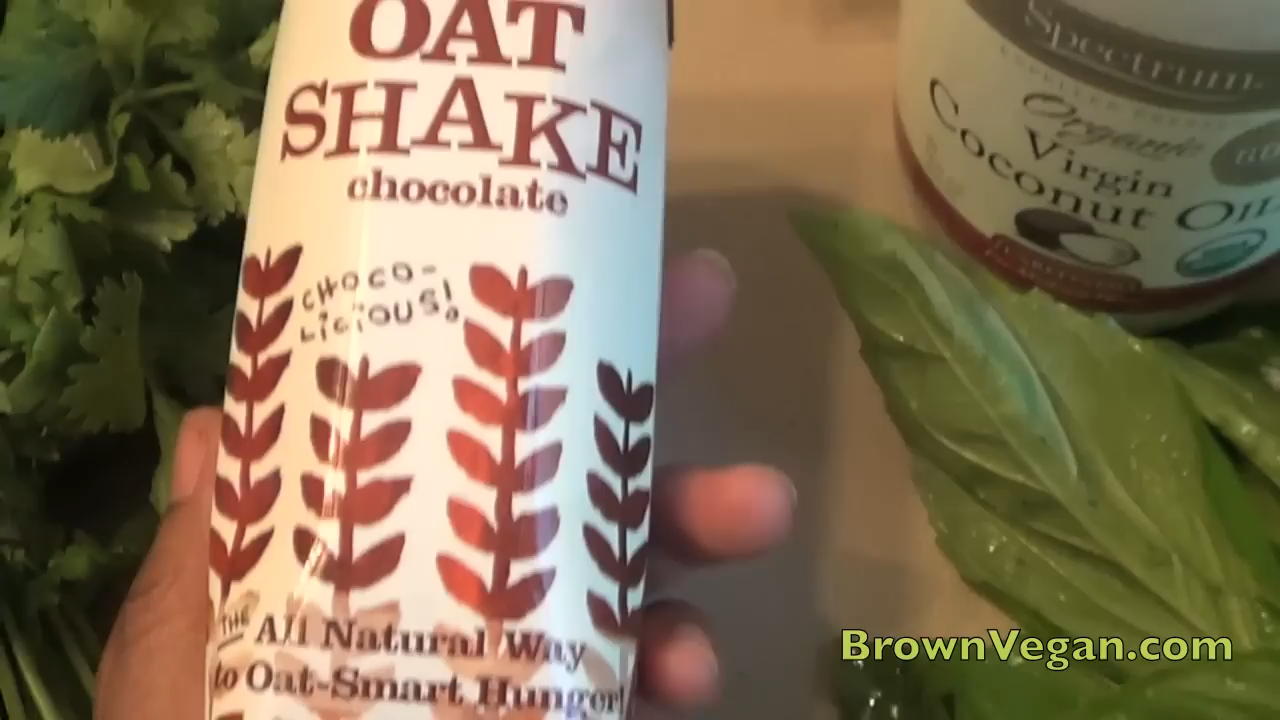 OAT
SHAKE
chocolate
CHOCO-
LICIOUS!
THE All Natural Way
to Oat-Smart Hunger!
Spectrum
Organic
Virgin
Coconut OIL
BrownVegan.com